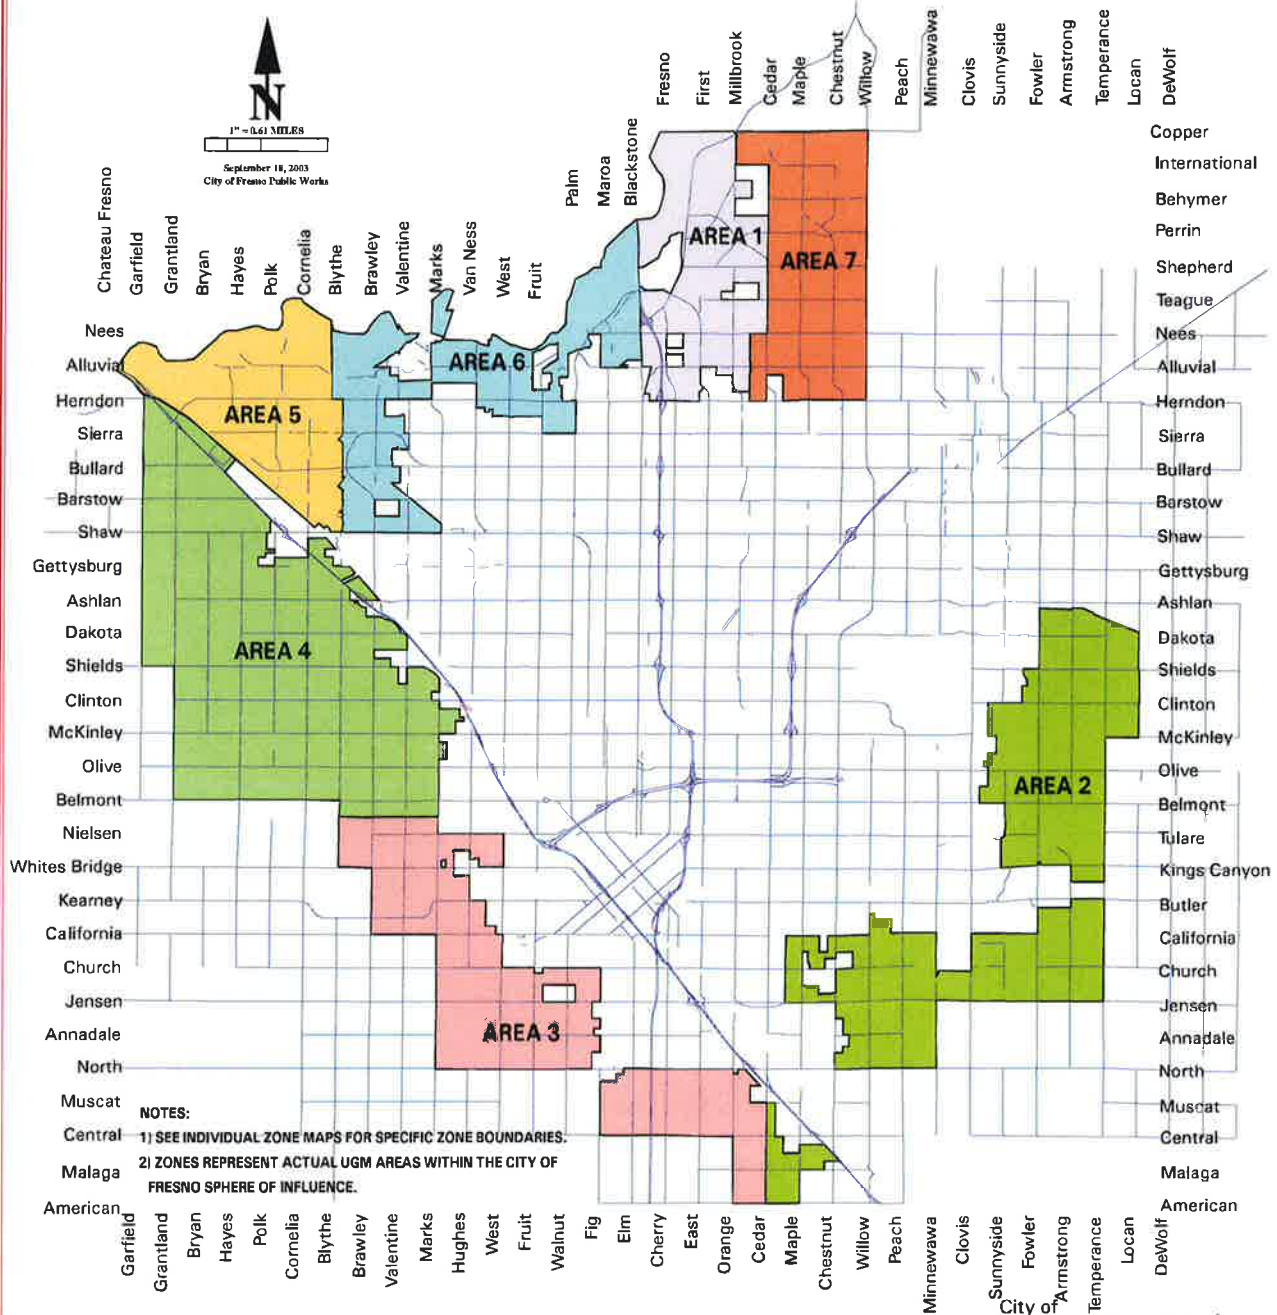 N
1" = 0.61 MILES
September 18, 2003
City of Fresno Public Works
Chateau Fresno
Garfield
Grantland
Bryan
Hayes
Polk
Cornelia
Blythe
Brawley
Valentine
Marks
Van Ness
West
Fruit
Palm
Maroa
Blackstone
Fresno
First
Millbrook
Cedar
Maple
Chestnut
Willow
Peach
Minnewawa
Clovis
Sunnyside
Fowler
Armstrong
Temperance
Locan
DeWolf
Copper
International
Behymer
Perrin
Shepherd
Teague
Nees
Alluvial
Herndon
Sierra
Bullard
Barstow
Shaw
Gettysburg
Ashlan
Dakota
Shields
Clinton
McKinley
Olive
Belmont
Tulare
Kings Canyon
Butler
California
Church
Jensen
Annadale
North
Muscat
Central
Malaga
American
Nees
Alluvia
Herndon
Sierra
Bullard
Barstow
Shaw
Gettysburg
Ashlan
Dakota
Shields
Clinton
McKinley
Olive
Belmont
Nielsen
Whites Bridge
Kearney
California
Church
Jensen
Annadale
North
Muscat
Central
Malaga
American
AREA 1
AREA 7
AREA 6
AREA 5
AREA 4
AREA 2
AREA 3
NOTES:
1) SEE INDIVIDUAL ZONE MAPS FOR SPECIFIC ZONE BOUNDARIES.
2) ZONES REPRESENT ACTUAL UGM AREAS WITHIN THE CITY OF
FRESNO SPHERE OF INFLUENCE.
Garfield
Grantland
Bryan
Hayes
Polk
Cornelia
Blythe
Brawley
Valentine
Marks
Hughes
West
Fruit
Walnut
Fig
Elm
Cherry
East
Orange
Cedar
Maple
Chestnut
Willow
Peach
Minnewawa
Clovis
Sunnyside
Fowler
Armstrong
Temperance
Locan
DeWolf
City of